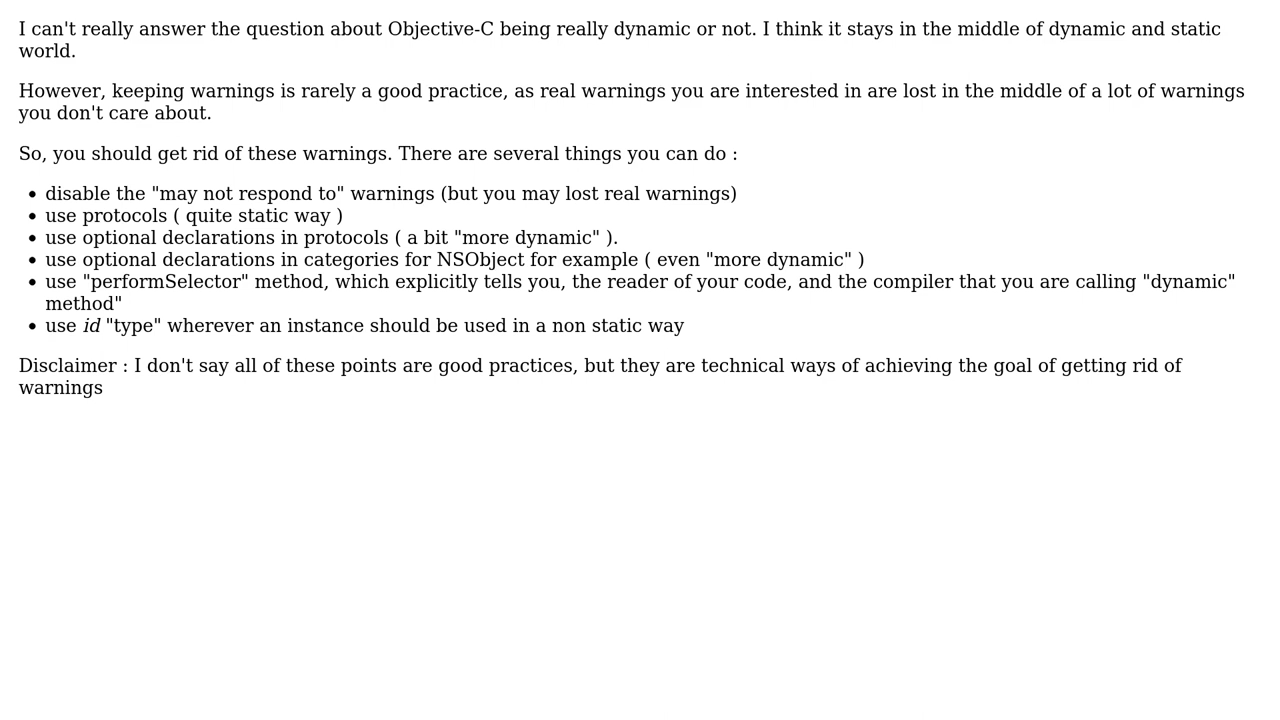 I can't really answer the question about Objective-C being really dynamic or not. I think it stays in the middle of dynamic and static
world.
However, keeping warnings is rarely a good practice, as real warnings you are interested in are lost in the middle of a lot of warnings
you don't care about.
So, you should get rid of these warnings. There are several things you can do :
• disable the "may not respond to" warnings (but you may lost real warnings)
• use protocols ( quite static way )
• use optional declarations in protocols ( a bit "more dynamic" ).
• use optional declarations in categories for NSObject for example ( even "more dynamic" )
• use "performSelector" method, which explicitly tells you, the reader of your code, and the compiler that you are calling "dynamic"
method"
• use id "type" wherever an instance should be used in a non static way
Disclaimer : I don't say all of these points are good practices, but they are technical ways of achieving the goal of getting rid of
warnings